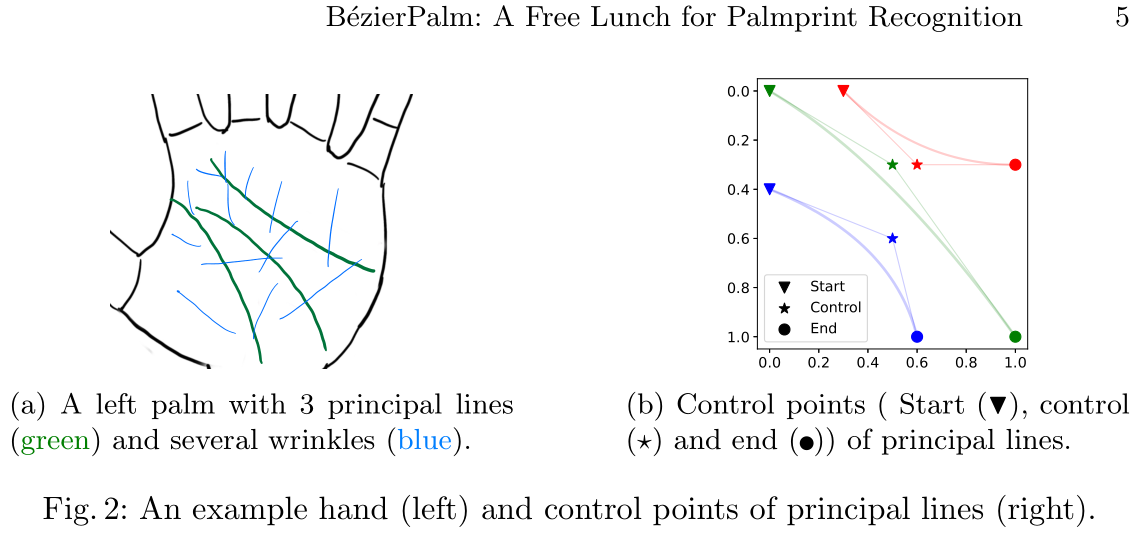 BézierPalm: A Free Lunch for Palmprint Recognition 5
0.0
0.2
0.4
0.6
0.8
1.0
Start
Control
End
0.0 0.2 0.4 0.6 0.8 1.0
(a) A left palm with 3 principal lines
(green) and several wrinkles (blue).
(b) Control points ( Start (▼), control
(⋆) and end (●)) of principal lines.
Fig. 2: An example hand (left) and control points of principal lines (right).